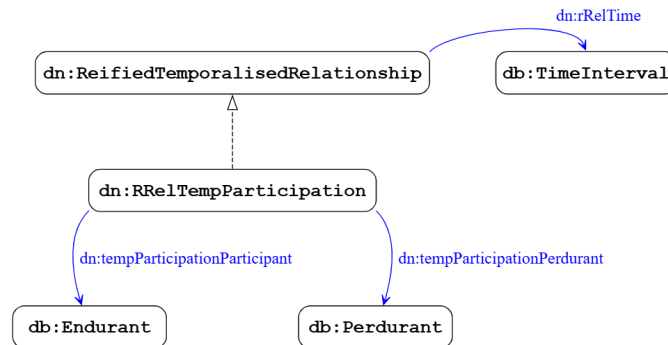 dn:rRelTime
dn:ReifiedTemporalisedRelationship
db:TimeInterval
dn:RRelTempParticipation
dn:tempParticipationParticipant
dn:tempParticipationPerdurant
db:Endurant
db:Perdurant